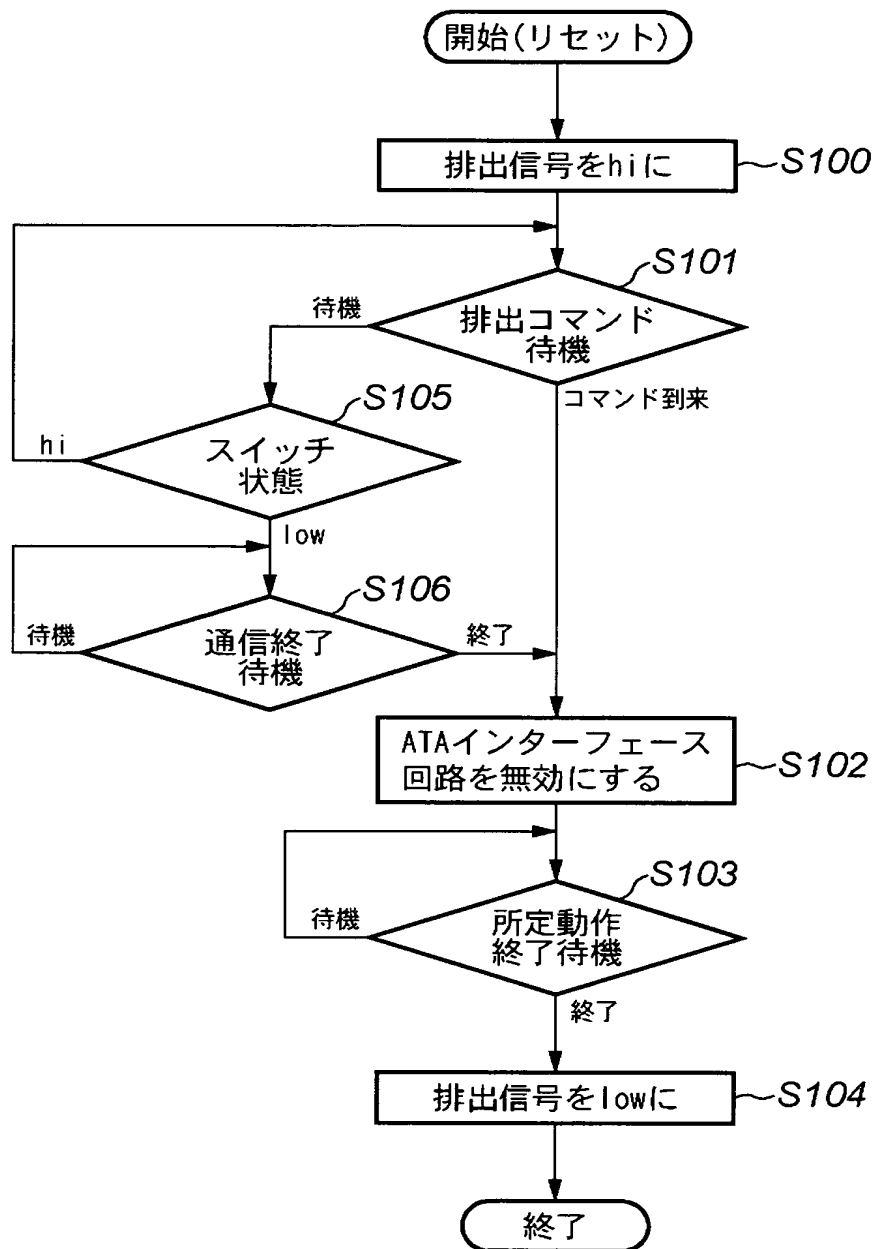 開始(リセット)
排出信号をhiに
S100
S101
排出コマンド
待機
待機
コマンド到来
S105
スイッチ
状態
hi
low
S106
通信終了
待機
待機
終了
ATAインターフェース
回路を無効にする
S102
S103
所定動作
終了待機
待機
終了
排出信号をlowに
S104
終了